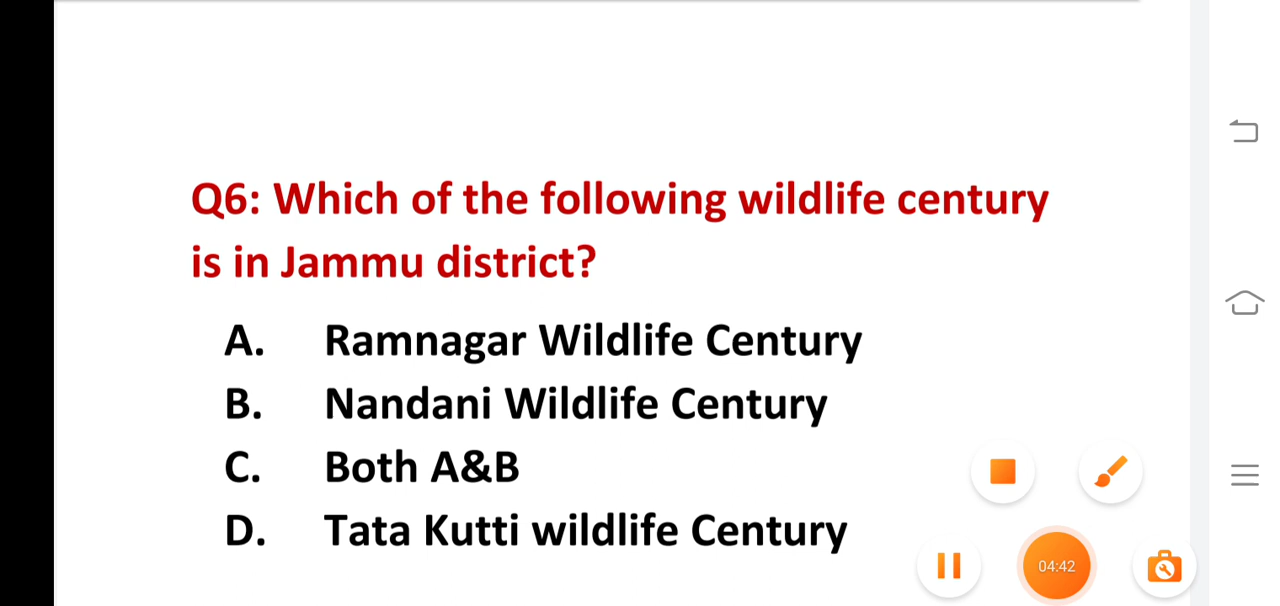 Q6: Which of the following wildlife century
is in Jammu district?
A. Ramnagar Wildlife Century
B. Nandani Wildlife Century
C. Both A&B
D. Tata Kutti wildlife Century
04:42